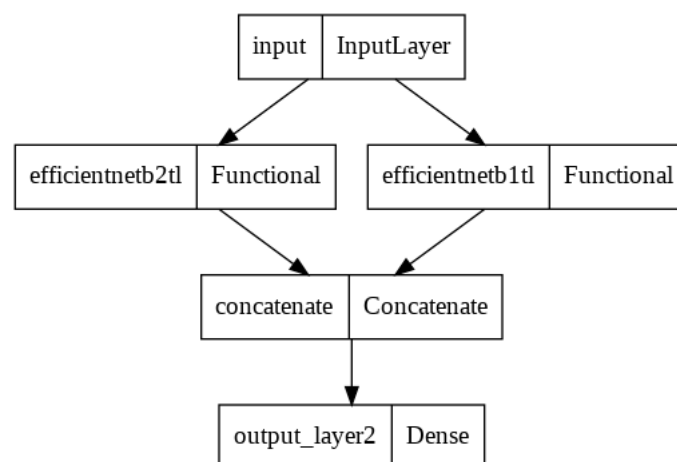 input InputLayer
efficientnetb2tl Functional efficientnetb1tl Functional
concatenate Concatenate
output_layer2 Dense